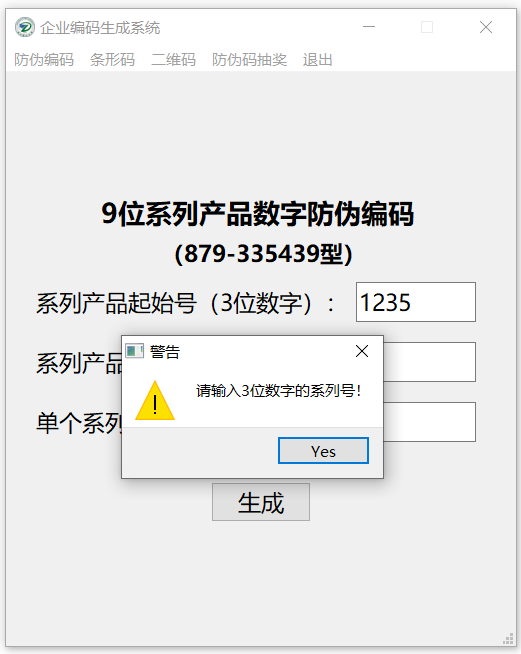 企业编码生成系统
防伪编码 条形码 二维码 防伪码抽奖 退出
9位系列产品数字防伪编码
(879-335439型)
系列产品起始号（3位数字）： 1235
警告
系列产品
请输入3位数字的系列号！
单个系列
Yes
生成